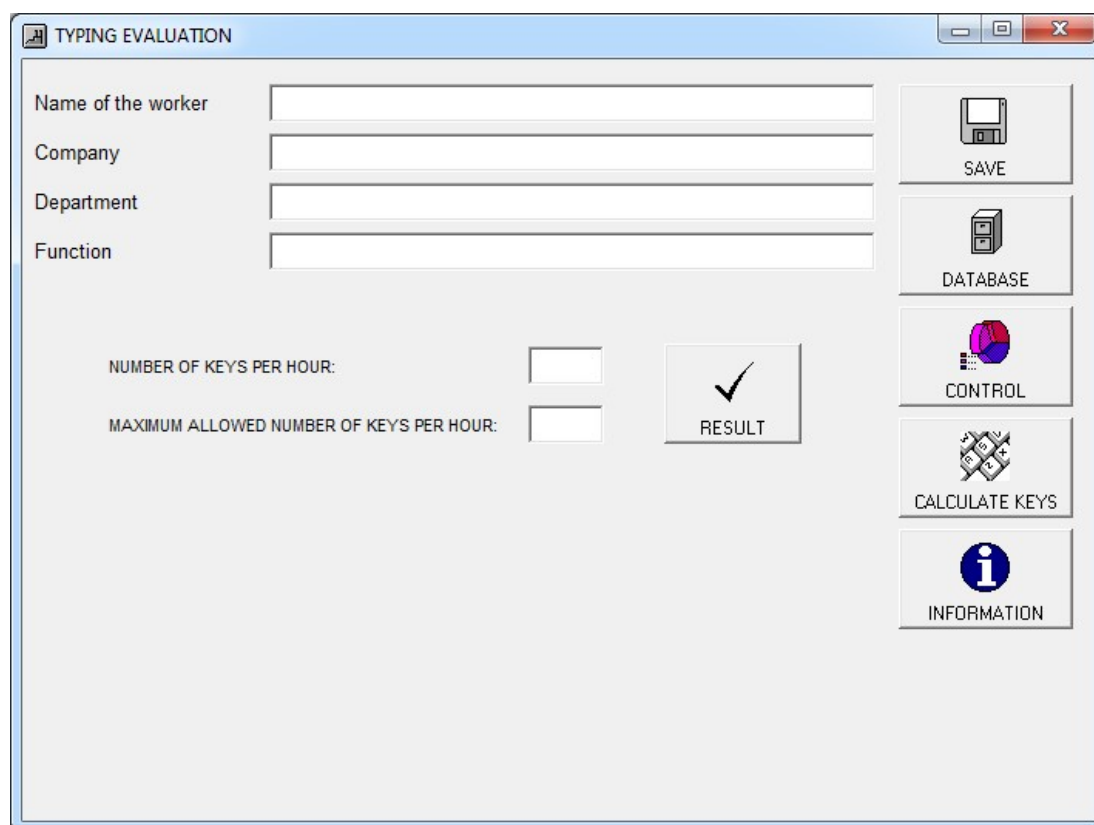 TYPING EVALUATION
Name of the worker
Company
Department
Function
NUMBER OF KEYS PER HOUR:
MAXIMUM ALLOWED NUMBER OF KEYS PER HOUR:
RESULT
SAVE
DATABASE
CONTROL
CALCULATE KEYS
INFORMATION